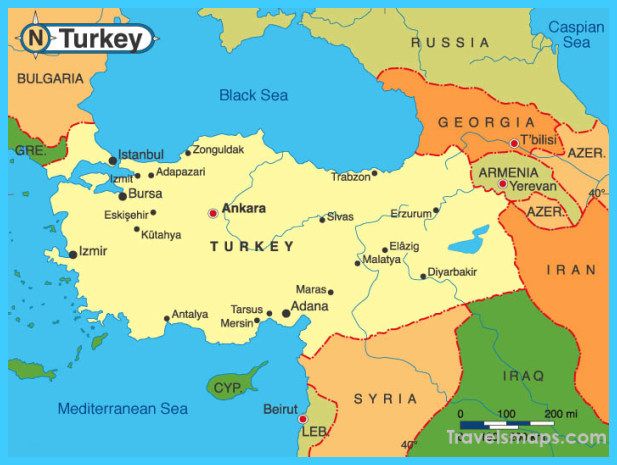 N Turkey
Caspian
Sea
RUSSIA
BULGARIA
Black Sea
GEORGIA
T'bilisi
GRE.
Istanbul
Zonguldak
AZER.
Izmit
Adapazari
Trabzon
ARMENIA
Yerevan
40°
Bursa
Ankara
Eskişehir
Sivas
Erzurum
AZER.
Kütahya
TURKEY
Elâzig
Izmir
Malatya
Diyarbakir
IRAN
Maras
Antalya
Tarsus
Adana
Mersin
CYP.
SYRIA
IRAQ
Mediterranean Sea
Beirut
0 100 200 mi
LEB.
40°
Travelsmaps.com